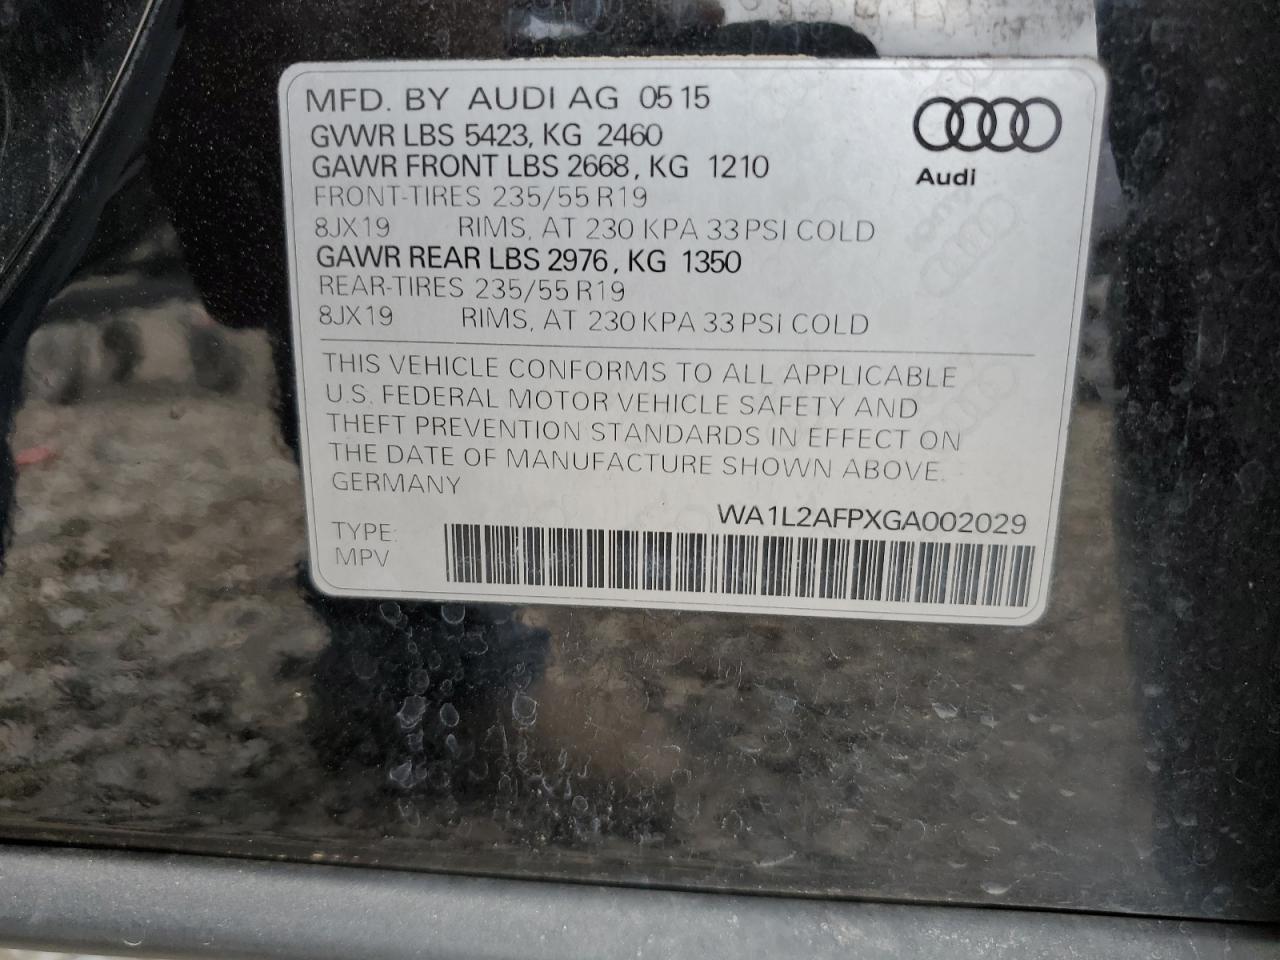 MFD. BY AUDI AG 05 15
GVWR LBS 5423, KG 2460
GAWR FRONT LBS 2668, KG 1210
FRONT-TIRES 235/55 R19
8JX19 RIMS, AT 230 KPA 33 PSI COLD
GAWR REAR LBS 2976, KG 1350
REAR-TIRES 235/55 R19
8JX19 RIMS, AT 230 KPA 33 PSI COLD
Audi
THIS VEHICLE CONFORMS TO ALL APPLICABLE
U.S. FEDERAL MOTOR VEHICLE SAFETY AND
THEFT PREVENTION STANDARDS IN EFFECT ON
THE DATE OF MANUFACTURE SHOWN ABOVE.
GERMANY
WA1L2AFPXGA002029
TYPE:
MPV